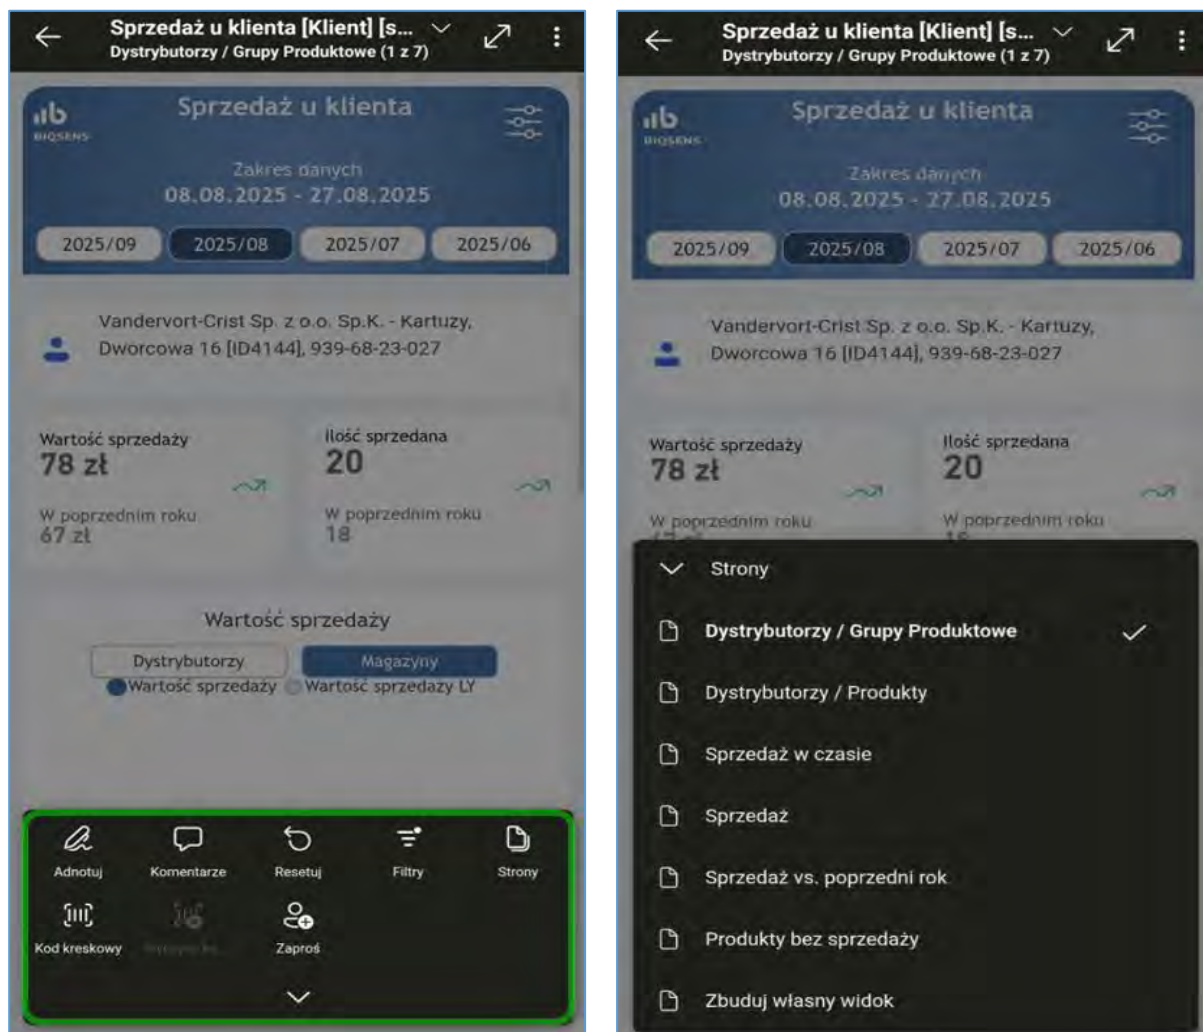 Sprzedaż u klienta [Klient] [s...
Dystrybutorzy / Grupy Produktowe (1 z 7)
BIOSENS
Sprzedaż u klienta
Zakres danych
08.08.2025 - 27.08.2025
2025/09 2025/08 2025/07 2025/06
Vandervort-Crist Sp. z o.o. Sp.K. - Kartuzy,
Dworcowa 16 [ID4144], 939-68-23-027
Wartość sprzedaży
78 zł
W poprzednim roku
67 zł
Ilość sprzedana
20
W poprzednim roku
18
Wartość sprzedaży
Dystrybutorzy Magazyny
Wartość sprzedaży Wartość sprzedaży LY
Adnotuj Komentarze Resetuj Filtry Strony
Kod kreskowy Zaproś
Sprzedaż u klienta [Klient] [s...
Dystrybutorzy / Grupy Produktowe (1 z 7)
BIOSENS
Sprzedaż u klienta
Zakres danych
08.08.2025 - 27.08.2025
2025/09 2025/08 2025/07 2025/06
Vandervort-Crist Sp. z o.o. Sp.K. - Kartuzy,
Dworcowa 16 [ID4144], 939-68-23-027
Wartość sprzedaży
78 zł
W poprzednim roku
Ilość sprzedana
20
W poprzednim roku
Strony
Dystrybutorzy / Grupy Produktowe
Dystrybutorzy / Produkty
Sprzedaż w czasie
Sprzedaż
Sprzedaż vs. poprzedni rok
Produkty bez sprzedaży
Zbuduj własny widok